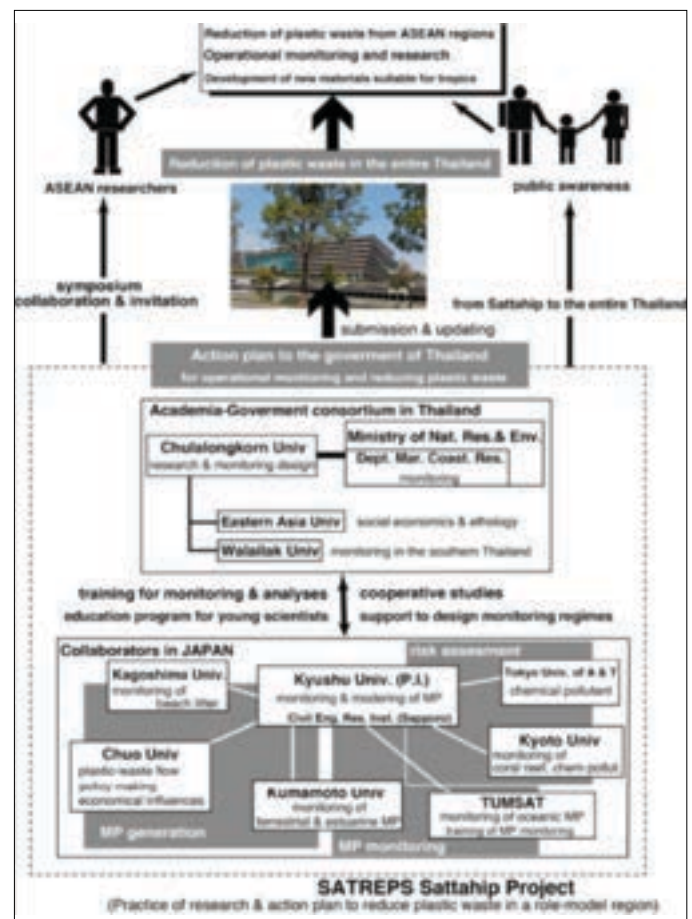 Reduction of plastic waste from ASEAN regions
Operational monitoring and research
Development of new materials suitable for tropics
Reduction of plastic waste in the entire Thailand
ASEAN researchers
public awareness
symposium
collaboration & invitation
from Sattahip to the entire Thailand
submission & updating
Action plan to the goverment of Thailand
for operational monitoring and reducing plastic waste
Academia-Goverment consortium in Thailand
Chulalongkorn Univ
research & monitoring design
Ministry of Nat. Res.& Env.
Dept. Mar. Coast. Res.
monitoring
Eastern Asia Univ social economics & ethology
Walailak Univ monitoring in the southern Thailand
training for monitoring & analyses
education program for young scientists
cooperative studies
support to design monitoring regimes
Collaborators in JAPAN
risk assesment
Kagoshima Univ.
monitoring of
beach litter
Kyushu Univ. (P.I.)
monitoring & modering of MP
Civil Eng. Res. Inst. (Sapporo)
Tokyo Univ. of A & T
chemical pollutant
Chuo Univ
plastic-waste flow
policy making
economical influences
Kyoto Univ
monitoring of
coral reef, chem-pollut.
Kumamoto Univ
monitoring of
terrestrial & estuarine MP
TUMSAT
monitoring of oceanic MP
training of MP monitoring
MP generation
MP monitoring
SATREPS Sattahip Project
(Practice of research & action plan to reduce plastic waste in a role-model region)